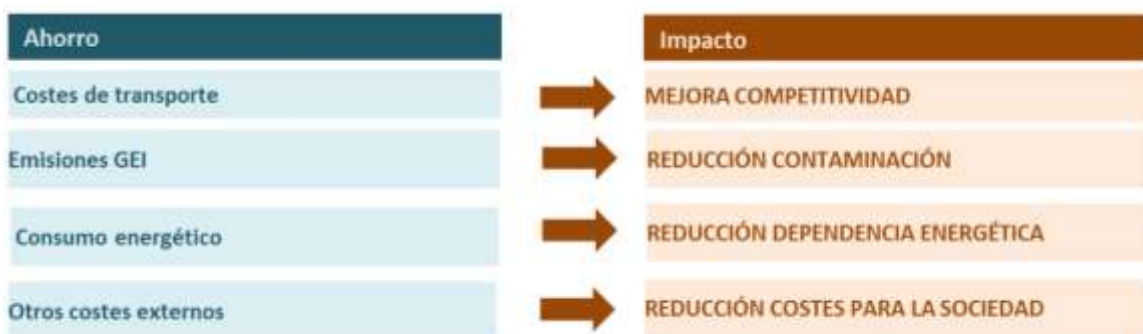 Ahorro
Impacto
Costes de transporte
MEJORA COMPETITIVIDAD
Emisiones GEI
REDUCCIÓN CONTAMINACIÓN
Consumo energético
REDUCCIÓN DEPENDENCIA ENERGÉTICA
Otros costes externos
REDUCCIÓN COSTES PARA LA SOCIEDAD